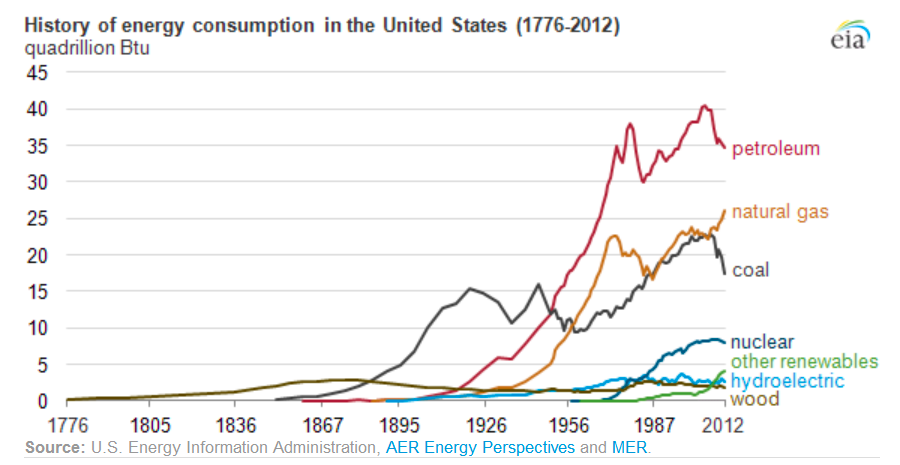 History of energy consumption in the United States (1776-2012)
quadrillion Btu
eia
45
40
35
30
25
20
15
10
5
0
petroleum
natural gas
coal
nuclear
other renewables
hydroelectric
wood
1776 1805 1836 1867 1895 1926 1956 1987 2012
Source: U.S. Energy Information Administration, AER Energy Perspectives and MER.